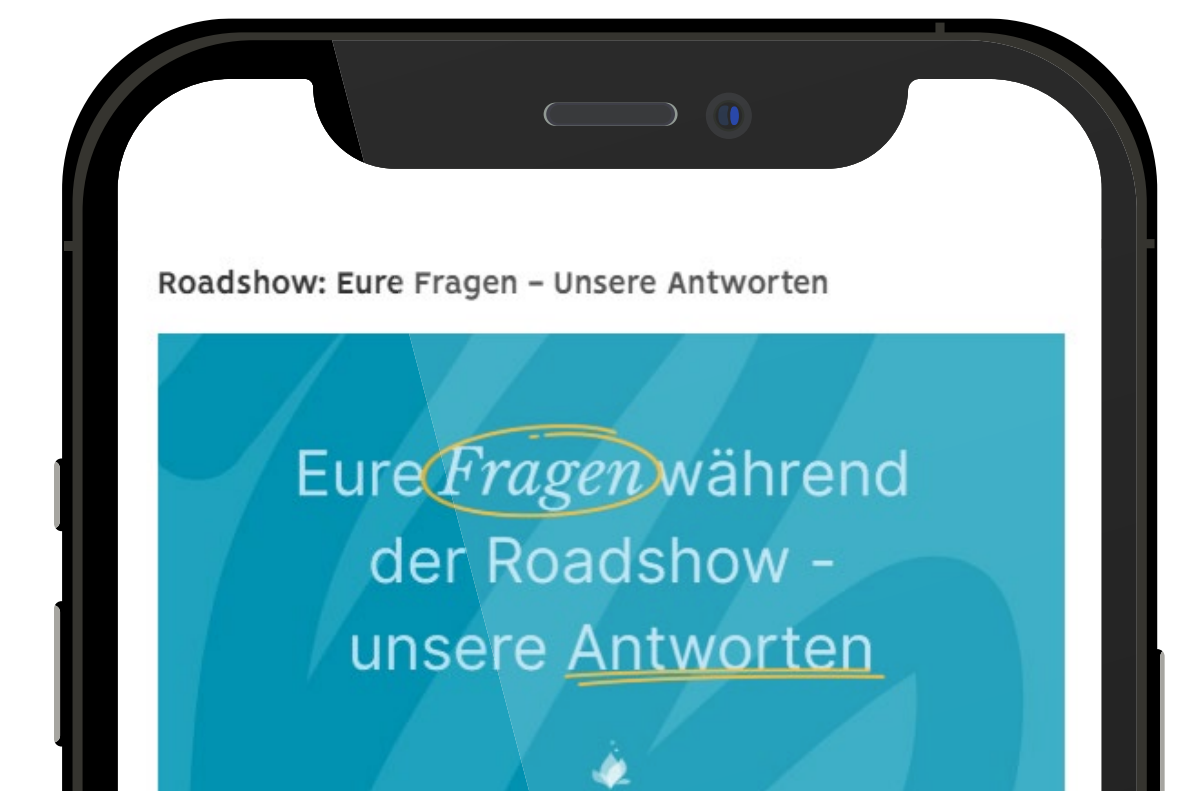 Roadshow: Eure Fragen – Unsere Antworten
Eure Fragen während
der Roadshow -
unsere Antworten